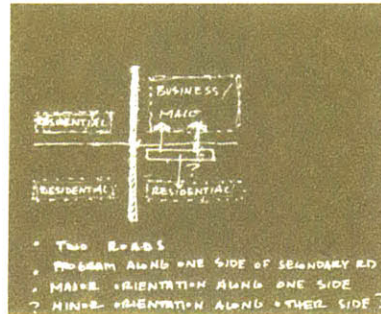 BUSINESS /
MALL
RESIDENTIAL
?
RESIDENTIAL
RESIDENTIAL
• TWO ROADS
• PROGRAM ALONG ONE SIDE OF SECONDARY RD
• MAJOR ORIENTATION ALONG ONE SIDE
? MINOR ORIENTATION ALONG OTHER SIDE ?